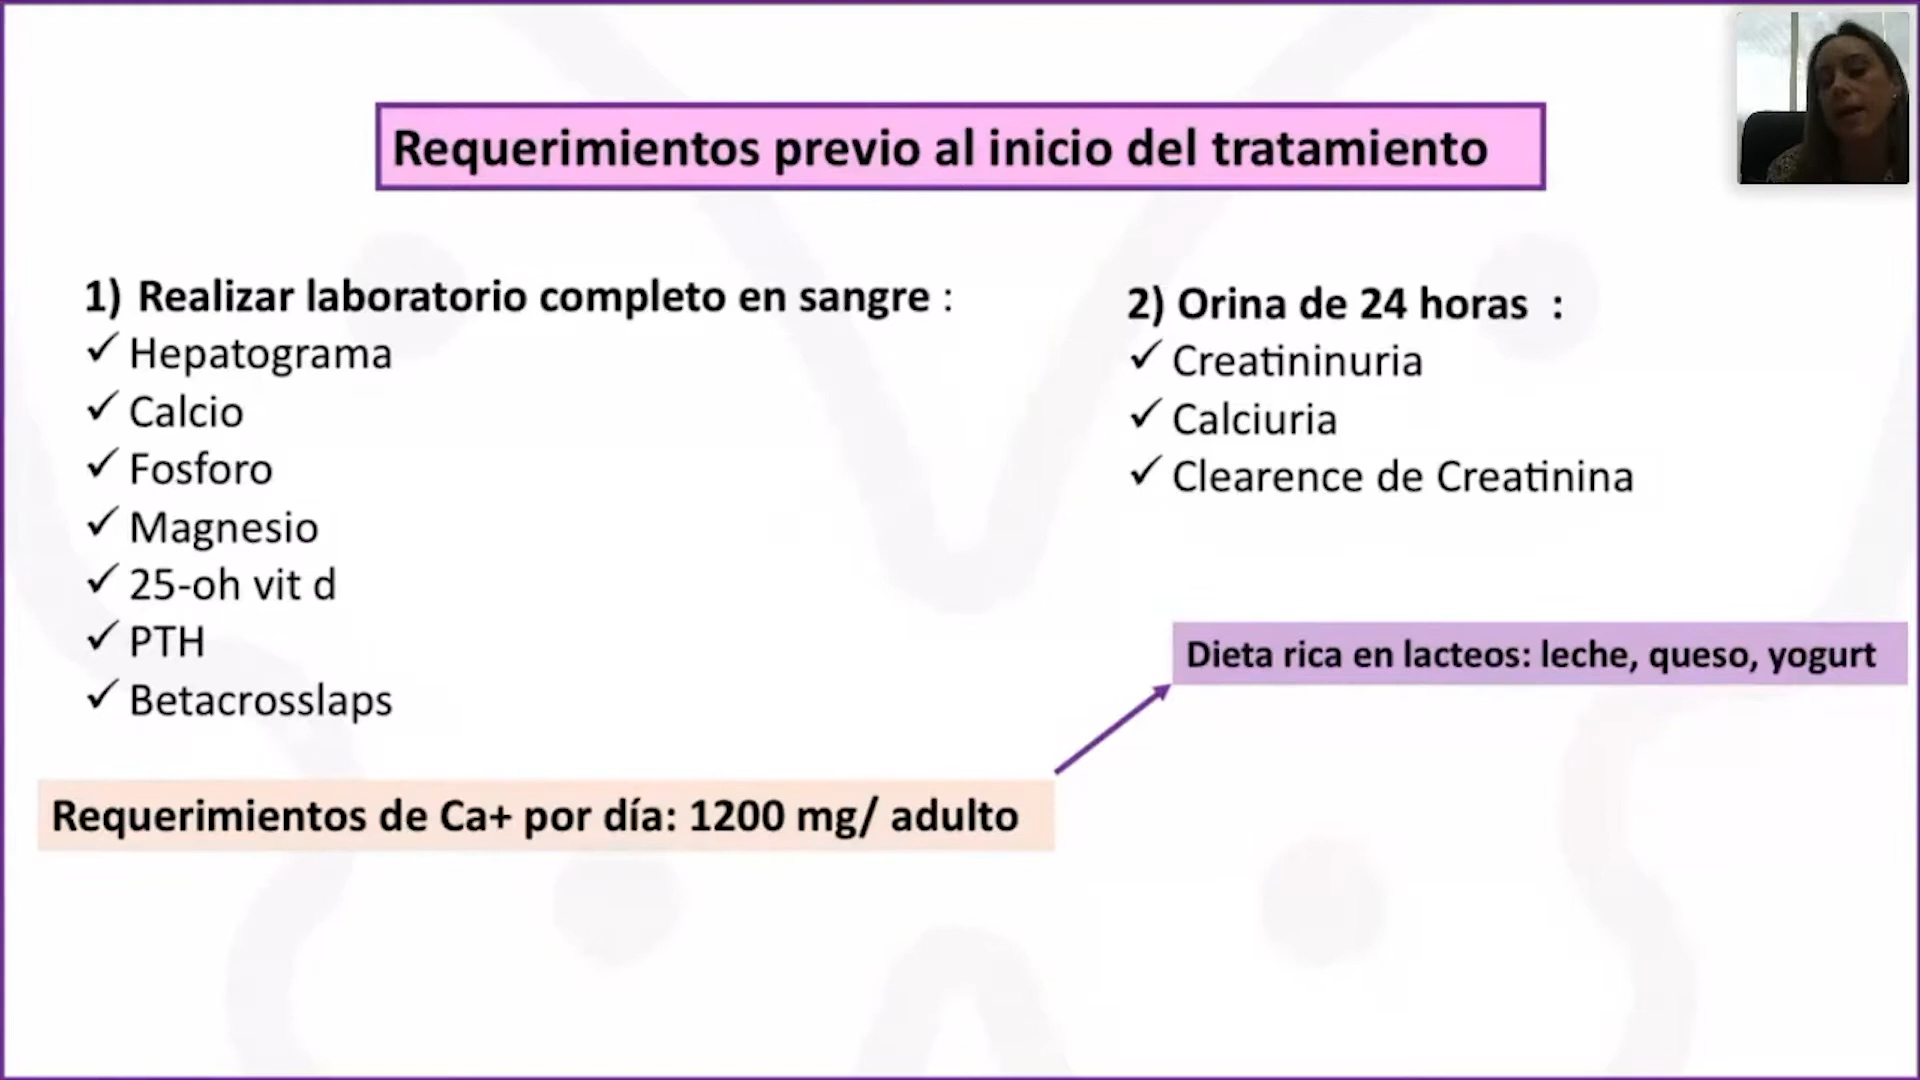 Requerimientos previo al inicio del tratamiento
1) Realizar laboratorio completo en sangre :
✓ Hepatograma
✓ Calcio
✓ Fosforo
✓ Magnesio
✓ 25-oh vit d
✓ PTH
✓ Betacrosslaps
2) Orina de 24 horas :
✓ Creatininuria
✓ Calciuria
✓ Clearence de Creatinina
Dieta rica en lacteos: leche, queso, yogurt
Requerimientos de Ca+ por día: 1200 mg/ adulto